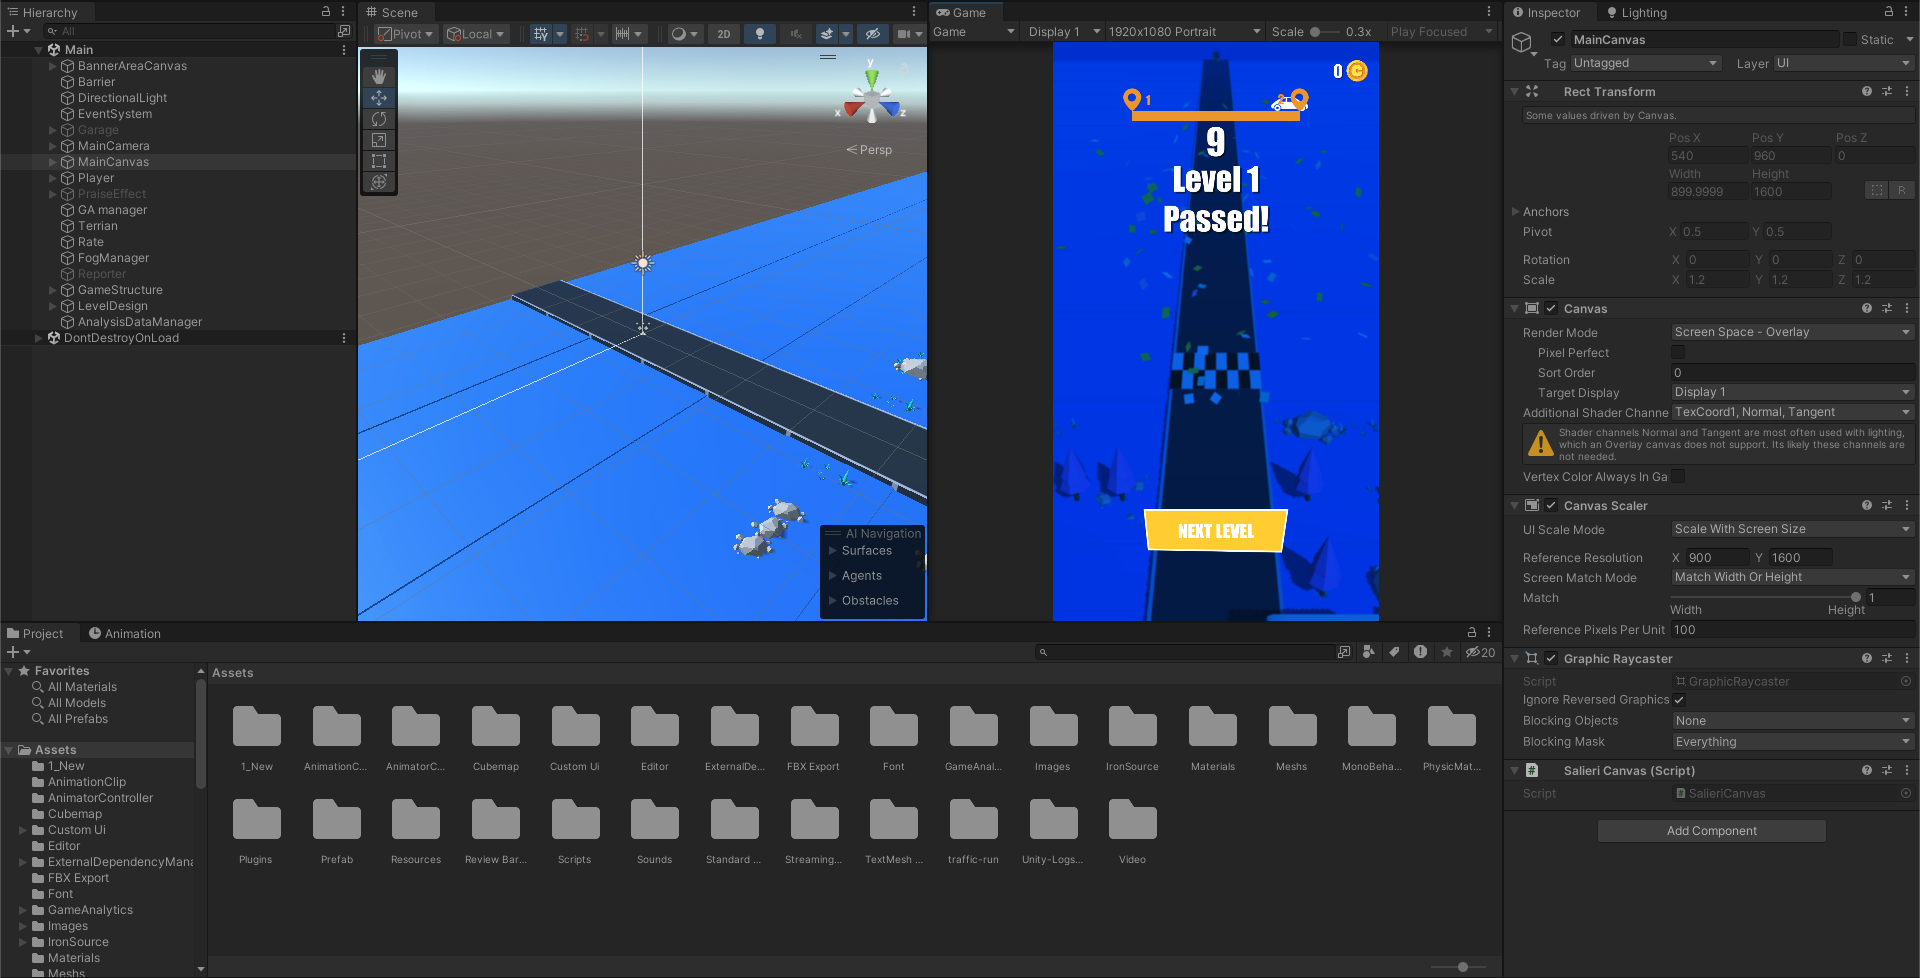 Hierarchy
All
Main
BannerAreaCanvas
Barrier
DirectionalLight
EventSystem
Garage
MainCamera
MainCanvas
Player
PraiseEffect
GA manager
Terrian
Rate
FogManager
Reporter
GameStructure
LevelDesign
AnalysisDataManager
DontDestroyOnLoad
Scene
Pivot
Local
2D
y
x
z
Persp
AI Navigation
Surfaces
Agents
Obstacles
Game
Game
Display 1
1920x1080 Portrait
Scale
0.3x
Play Focused
0
1
2
9
Level 1
Passed!
NEXT LEVEL
Inspector
Lighting
MainCanvas
Static
Tag Untagged
Layer UI
Rect Transform
Some values driven by Canvas.
Pos X Pos Y Pos Z
540 960 0
Width Height
899.9999 1600
R
Anchors
Pivot X 0.5 Y 0.5
Rotation X 0 Y 0 Z 0
Scale X 1.2 Y 1.2 Z 1.2
Canvas
Render Mode Screen Space - Overlay
Pixel Perfect
Sort Order 0
Target Display Display 1
Additional Shader Channe TexCoord1, Normal, Tangent
Shader channels Normal and Tangent are most often used with lighting,
which an Overlay canvas does not support. Its likely these channels are
not needed.
Vertex Color Always In Ga
Canvas Scaler
UI Scale Mode Scale With Screen Size
Reference Resolution X 900 Y 1600
Screen Match Mode Match Width Or Height
Match 1
Width Height
Reference Pixels Per Unit 100
Graphic Raycaster
Script GraphicRaycaster
Ignore Reversed Graphics
Blocking Objects None
Blocking Mask Everything
Salieri Canvas (Script)
Script SalieriCanvas
Add Component
Project
Animation
20
Favorites
All Materials
All Models
All Prefabs
Assets
1_New
AnimationClip
AnimatorController
Cubemap
Custom Ui
Editor
ExternalDependencyMana
FBX Export
Font
GameAnalytics
Images
IronSource
Materials
Meshs
Assets
1_New AnimationC... AnimatorC... Cubemap Custom Ui Editor ExternalDe... FBX Export Font GameAnal... Images IronSource Materials Meshs MonoBeha... PhysicMat...
Plugins Prefab Resources Review Bar... Scripts Sounds Standard ... Streaming... TextMesh ... traffic-run Unity-Logs... Video